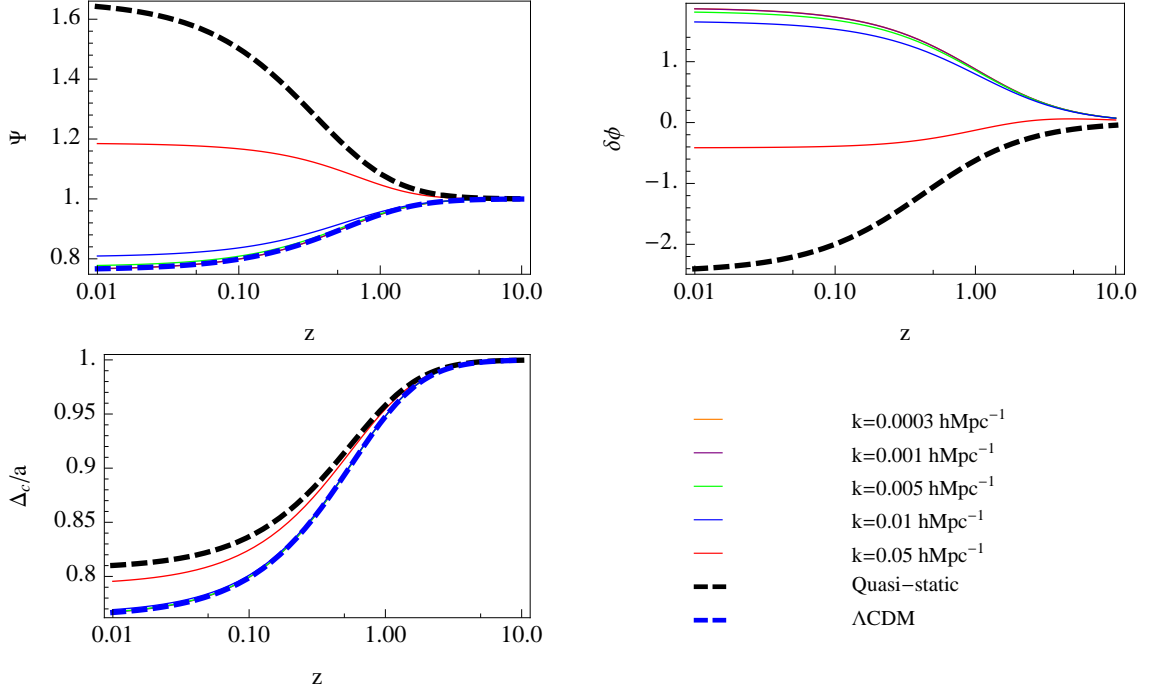 1.6
1.4
1.2
1.
0.8
Ψ
0.01
0.10
1.00
10.0
z
1.
0.
−1.
−2.
δϕ
0.01
0.10
1.00
10.0
z
1.
0.95
0.9
0.85
0.8
Δc/a
0.01
0.10
1.00
10.0
z
k=0.0003 hMpc⁻¹
k=0.001 hMpc⁻¹
k=0.005 hMpc⁻¹
k=0.01 hMpc⁻¹
k=0.05 hMpc⁻¹
Quasi−static
ΛCDM